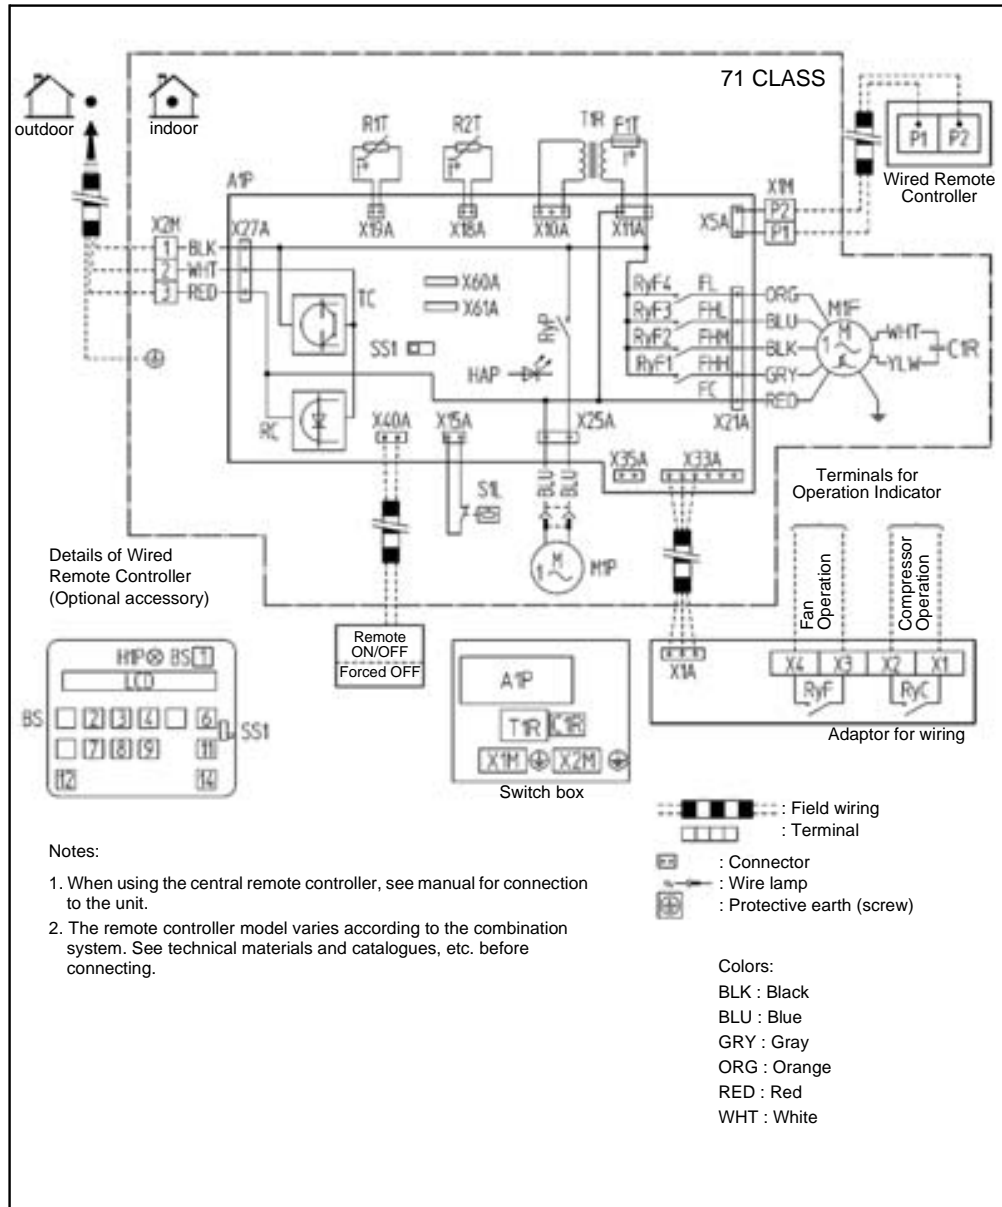 71 CLASS
outdoor
indoor
R1T
R2T
T1R
F1T
t°
t°
t°
A1P
X1M
P1 P2
Wired Remote
Controller
X2M
X27A
X19A
X18A
X10A
X11A
X5A
P2
P1
1 BLK
2 WHT
3 RED
TC
X60A
X61A
SS1
HAP
RyP
RC
X40A
X15A
X25A
X35A
X33A
RyF4 FL ORG
RyF3 FHL BLU
RyF2 FHM BLK
RyF1 FHH GRY
FC RED
X21A
M1F
M
1
WHT
YLW
C1R
S1L
BLU
BLU
M
1
M1P
Terminals for
Operation Indicator
Fan
Operation
Compressor
Operation
X1A
X4 X3 X2 X1
RyF
RyC
Adaptor for wiring
Details of Wired
Remote Controller
(Optional accessory)
H1P BS 1
LCD
BS
2 3 4 6
SS1
7 8 9 11
12 14
Remote
ON/OFF
Forced OFF
A1P
T1R C1R
X1M X2M
Switch box
: Field wiring
: Terminal
: Connector
: Wire lamp
: Protective earth (screw)
Notes:
1. When using the central remote controller, see manual for connection
to the unit.
2. The remote controller model varies according to the combination
system. See technical materials and catalogues, etc. before
connecting.
Colors:
BLK : Black
BLU : Blue
GRY : Gray
ORG : Orange
RED : Red
WHT : White